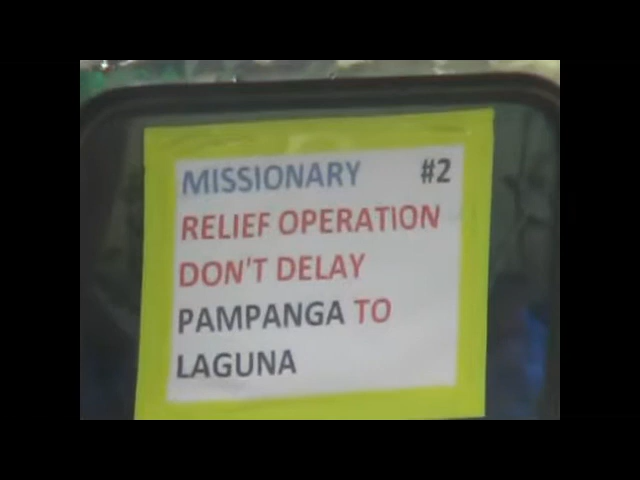 MISSIONARY #2
RELIEF OPERATION
DON'T DELAY
PAMPANGA TO
LAGUNA